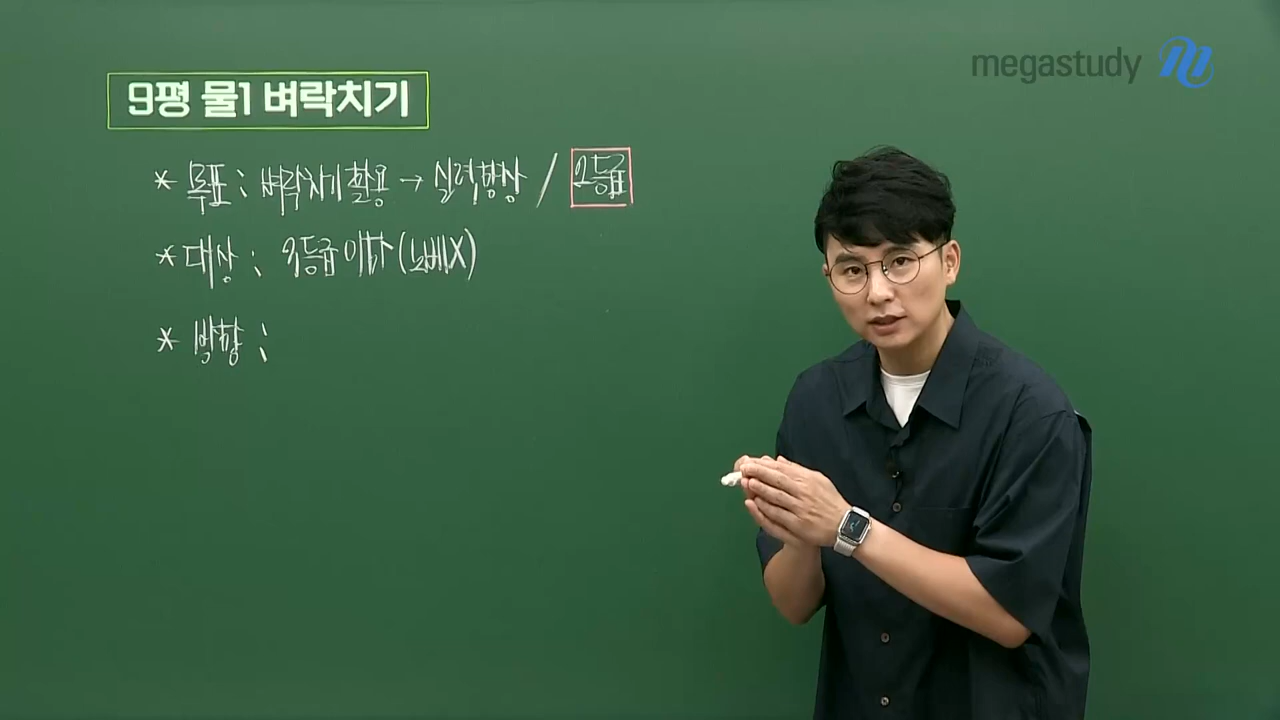 megastudy
9평 물1 벼락치기
* 목표 : 벼락치기 활용 → 실력향상 / 2등급
* 대상 : 2등급 이하 (노베X)
* 방향 :